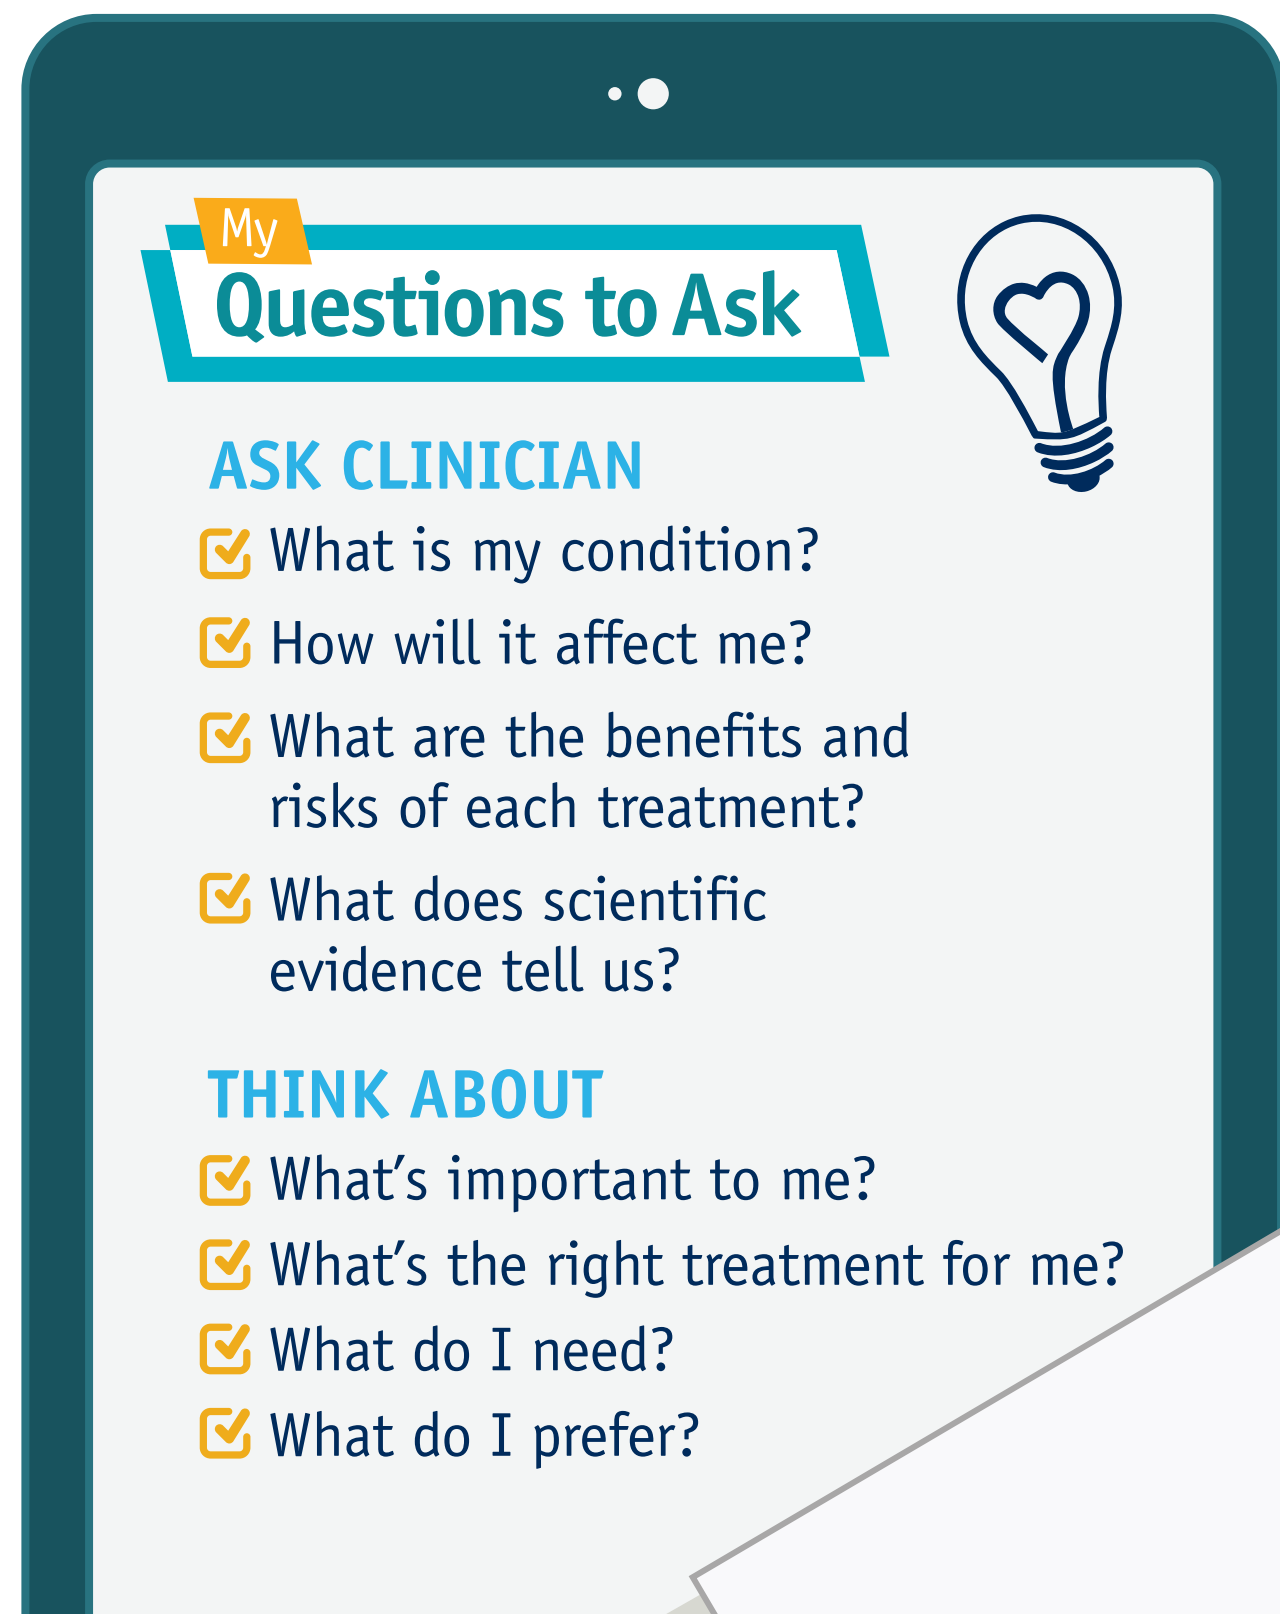 My
Questions to Ask
ASK CLINICIAN
What is my condition?
How will it affect me?
What are the benefits and
risks of each treatment?
What does scientific
evidence tell us?
THINK ABOUT
What’s important to me?
What’s the right treatment for me?
What do I need?
What do I prefer?